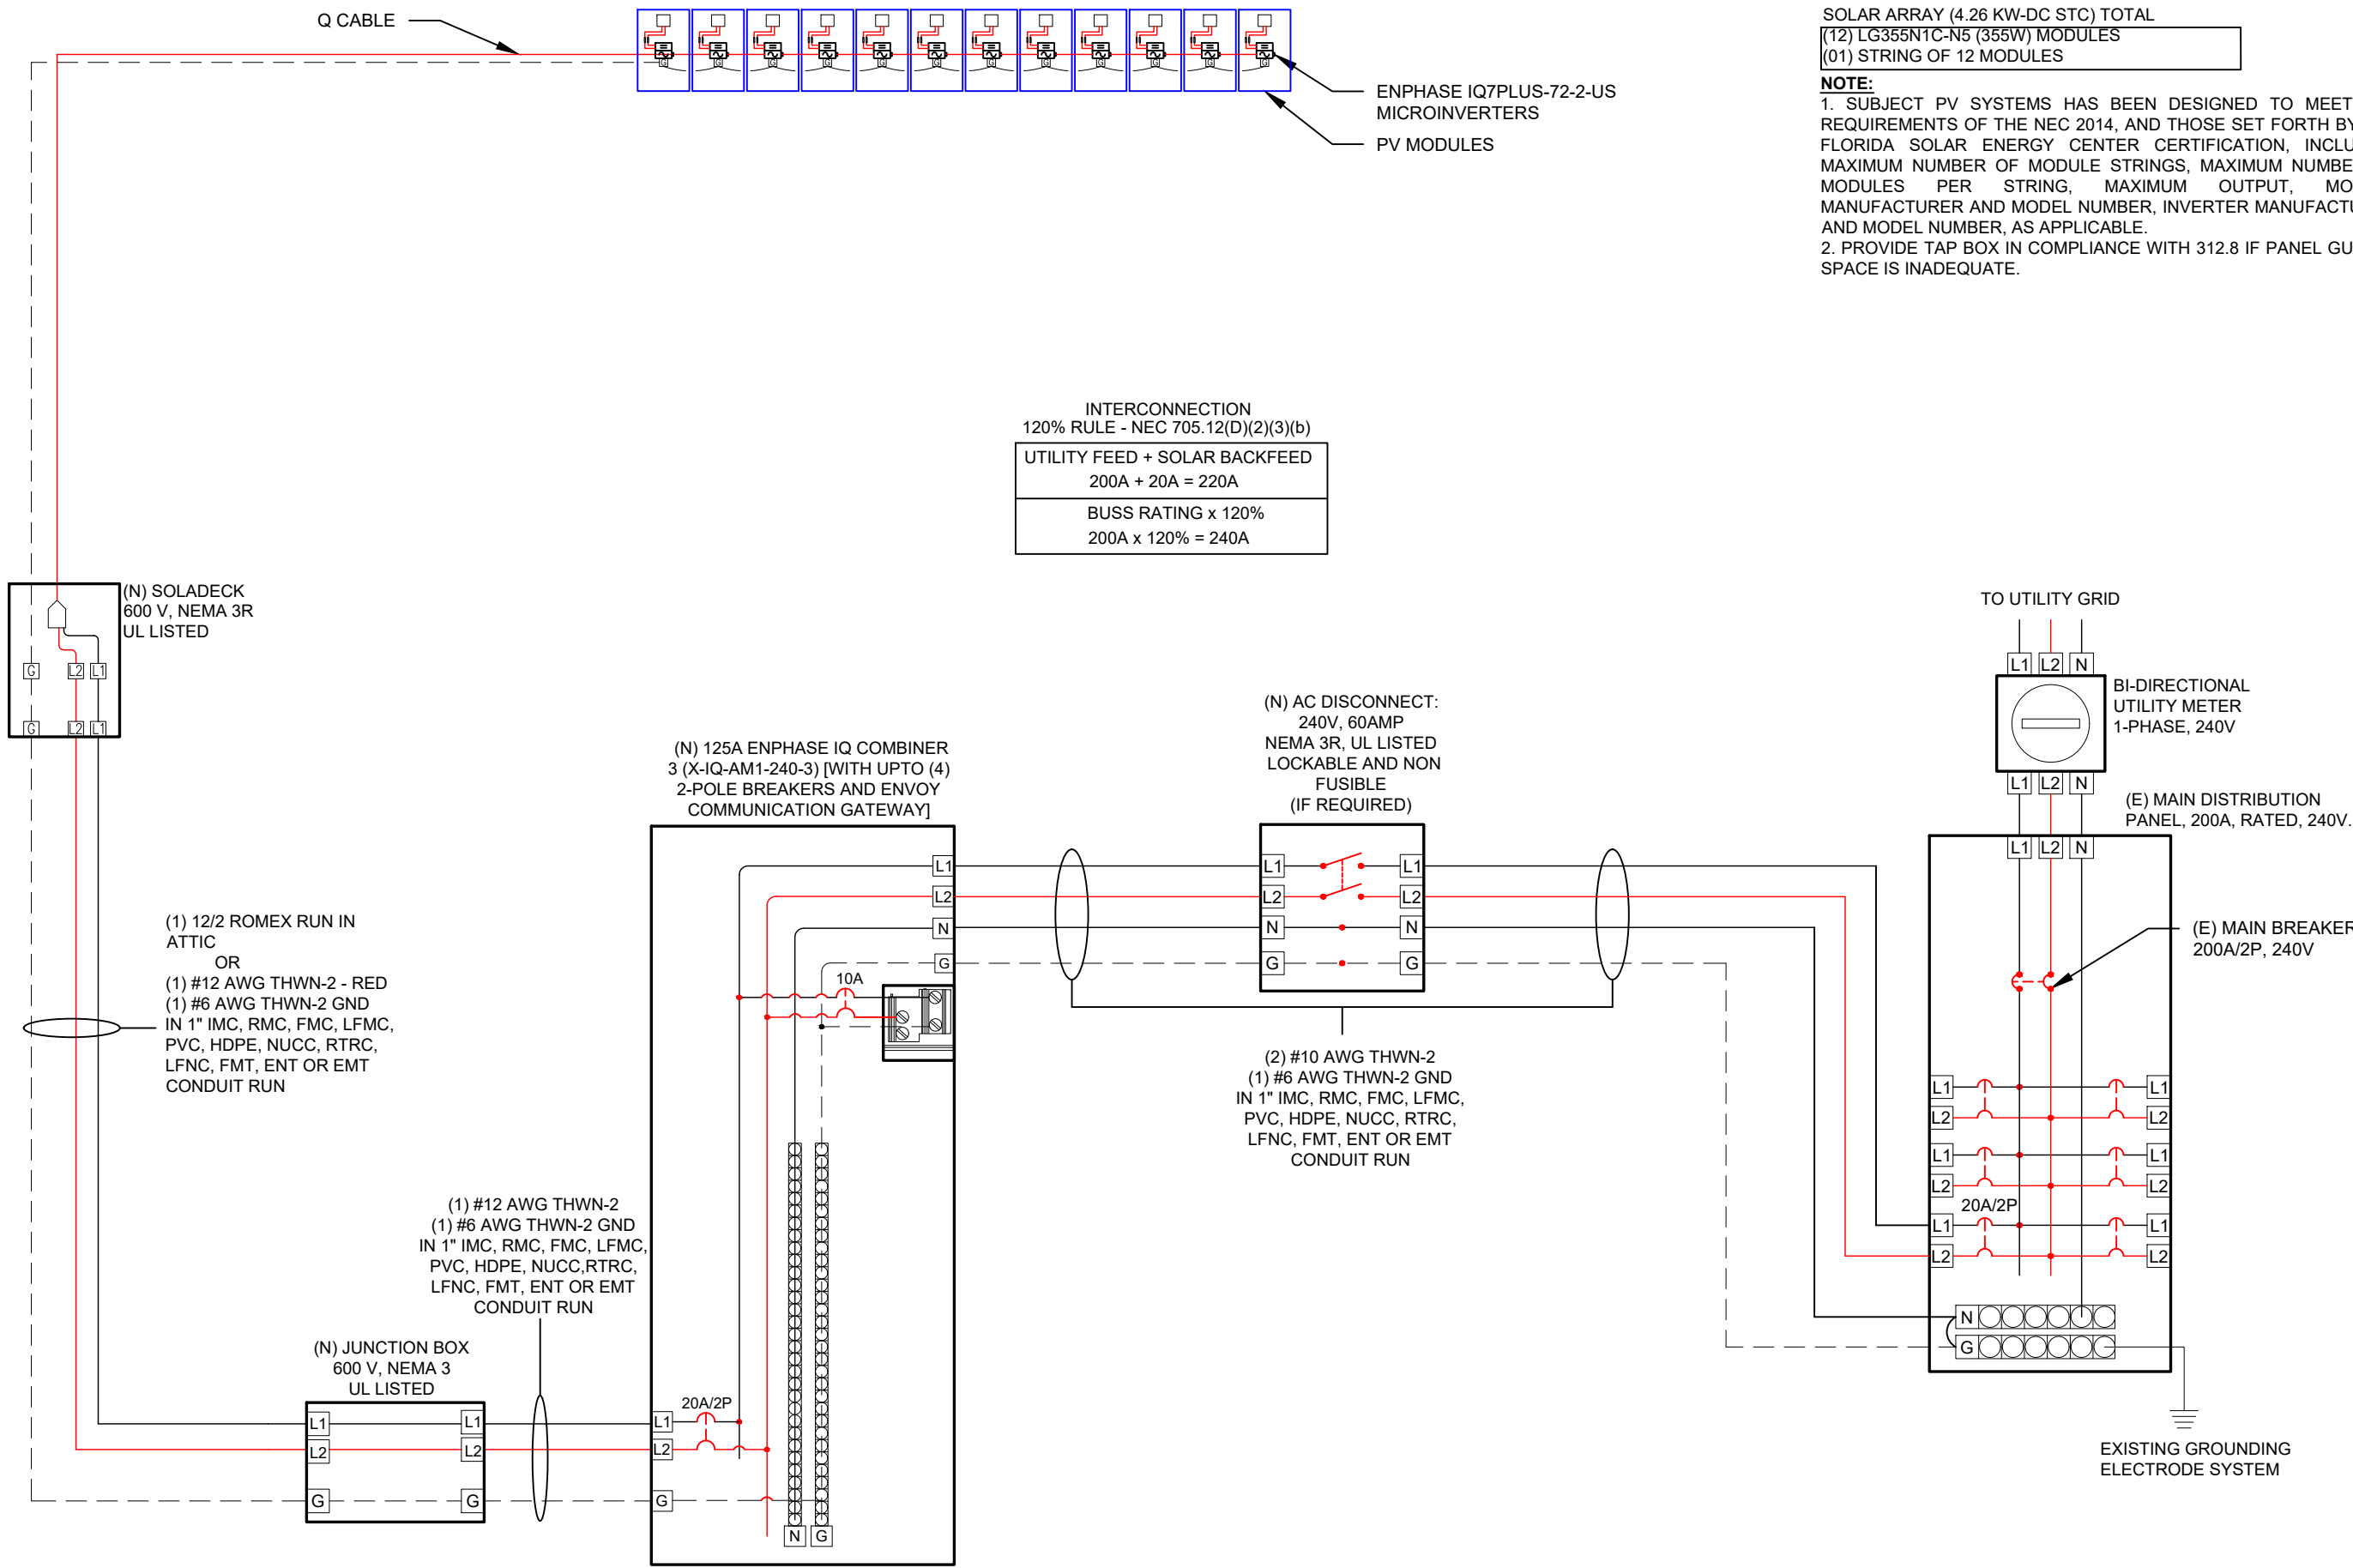 Q CABLE
ENPHASE IQ7PLUS-72-2-US
MICROINVERTERS
PV MODULES
SOLAR ARRAY (4.26 KW-DC STC) TOTAL
(12) LG355N1C-N5 (355W) MODULES
(01) STRING OF 12 MODULES
NOTE:
1. SUBJECT PV SYSTEMS HAS BEEN DESIGNED TO MEET
REQUIREMENTS OF THE NEC 2014, AND THOSE SET FORTH BY
FLORIDA SOLAR ENERGY CENTER CERTIFICATION, INCLU
MAXIMUM NUMBER OF MODULE STRINGS, MAXIMUM NUMBE
MODULES PER STRING, MAXIMUM OUTPUT, MO
MANUFACTURER AND MODEL NUMBER, INVERTER MANUFACTU
AND MODEL NUMBER, AS APPLICABLE.
2. PROVIDE TAP BOX IN COMPLIANCE WITH 312.8 IF PANEL GU
SPACE IS INADEQUATE.
INTERCONNECTION
120% RULE - NEC 705.12(D)(2)(3)(b)
UTILITY FEED + SOLAR BACKFEED
200A + 20A = 220A
BUSS RATING x 120%
200A x 120% = 240A
(N) SOLADECK
600 V, NEMA 3R
UL LISTED
G L2 L1
G L2 L1
(1) 12/2 ROMEX RUN IN
ATTIC
OR
(1) #12 AWG THWN-2 - RED
(1) #6 AWG THWN-2 GND
IN 1" IMC, RMC, FMC, LFMC,
PVC, HDPE, NUCC, RTRC,
LFNC, FMT, ENT OR EMT
CONDUIT RUN
(N) JUNCTION BOX
600 V, NEMA 3
UL LISTED
L1 L1
L2 L2
G G
(1) #12 AWG THWN-2
(1) #6 AWG THWN-2 GND
IN 1" IMC, RMC, FMC, LFMC,
PVC, HDPE, NUCC,RTRC,
LFNC, FMT, ENT OR EMT
CONDUIT RUN
(N) 125A ENPHASE IQ COMBINER
3 (X-IQ-AM1-240-3) [WITH UPTO (4)
2-POLE BREAKERS AND ENVOY
COMMUNICATION GATEWAY]
L1
L2
N
G
10A
20A/2P
L1
L2
G
N G
(N) AC DISCONNECT:
240V, 60AMP
NEMA 3R, UL LISTED
LOCKABLE AND NON
FUSIBLE
(IF REQUIRED)
L1 L1
L2 L2
N N
G G
(2) #10 AWG THWN-2
(1) #6 AWG THWN-2 GND
IN 1" IMC, RMC, FMC, LFMC,
PVC, HDPE, NUCC, RTRC,
LFNC, FMT, ENT OR EMT
CONDUIT RUN
TO UTILITY GRID
L1 L2 N
BI-DIRECTIONAL
UTILITY METER
1-PHASE, 240V
L1 L2 N
(E) MAIN DISTRIBUTION
PANEL, 200A, RATED, 240V.
L1 L2 N
(E) MAIN BREAKER
200A/2P, 240V
L1 L1
L2 L2
L1 L1
L2 L2
20A/2P
L1 L1
L2 L2
N
G
EXISTING GROUNDING
ELECTRODE SYSTEM